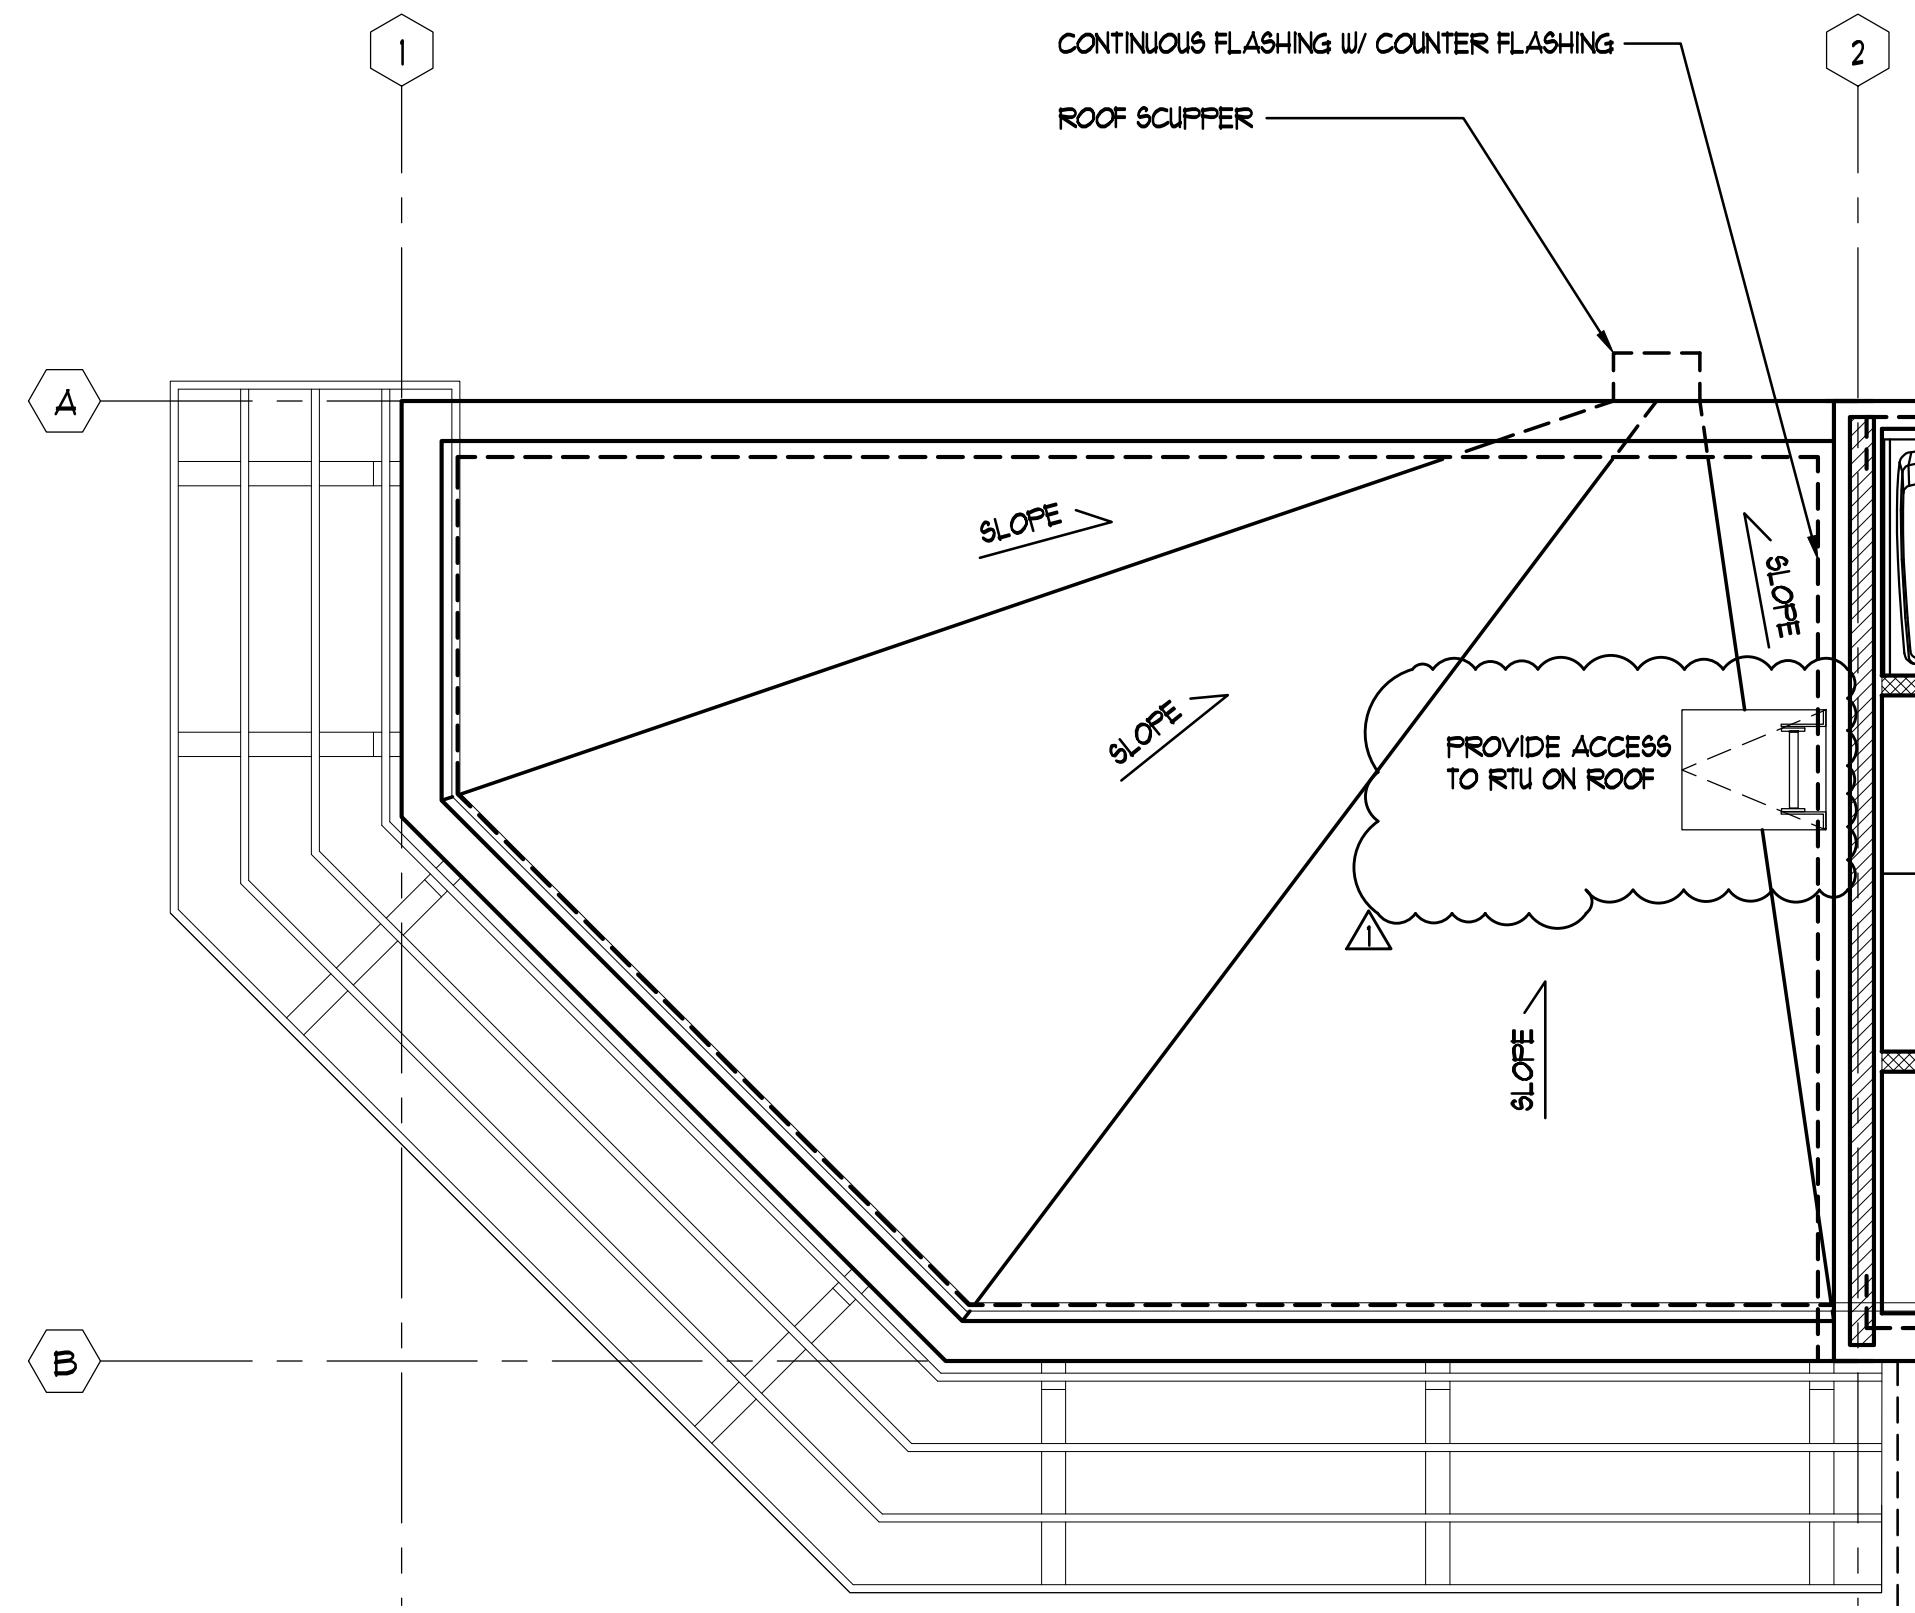 1
CONTINUOUS FLASHING W/ COUNTER FLASHING
2
ROOF SCUPPER
A
SLOPE
SLOPE
SLOPE
PROVIDE ACCESS
TO RTU ON ROOF
1
SLOPE
B